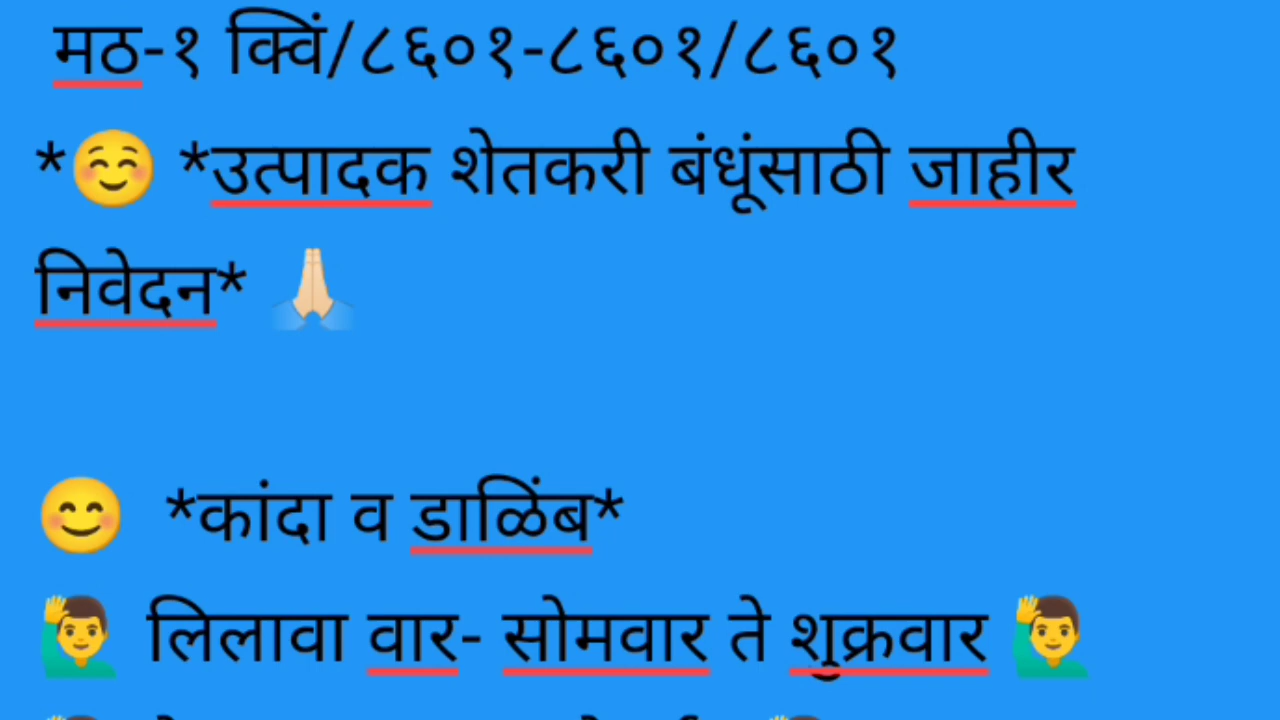 मठ-१ क्विं/८६०१-८६०१/८६०१
*☺️ *उत्पादक शेतकरी बंधूंसाठी जाहीर
निवेदन* 🙏🏻
😊 *कांदा व डाळिंब*
🙋‍♂️ लिलावा वार- सोमवार ते शुक्रवार 🙋‍♂️